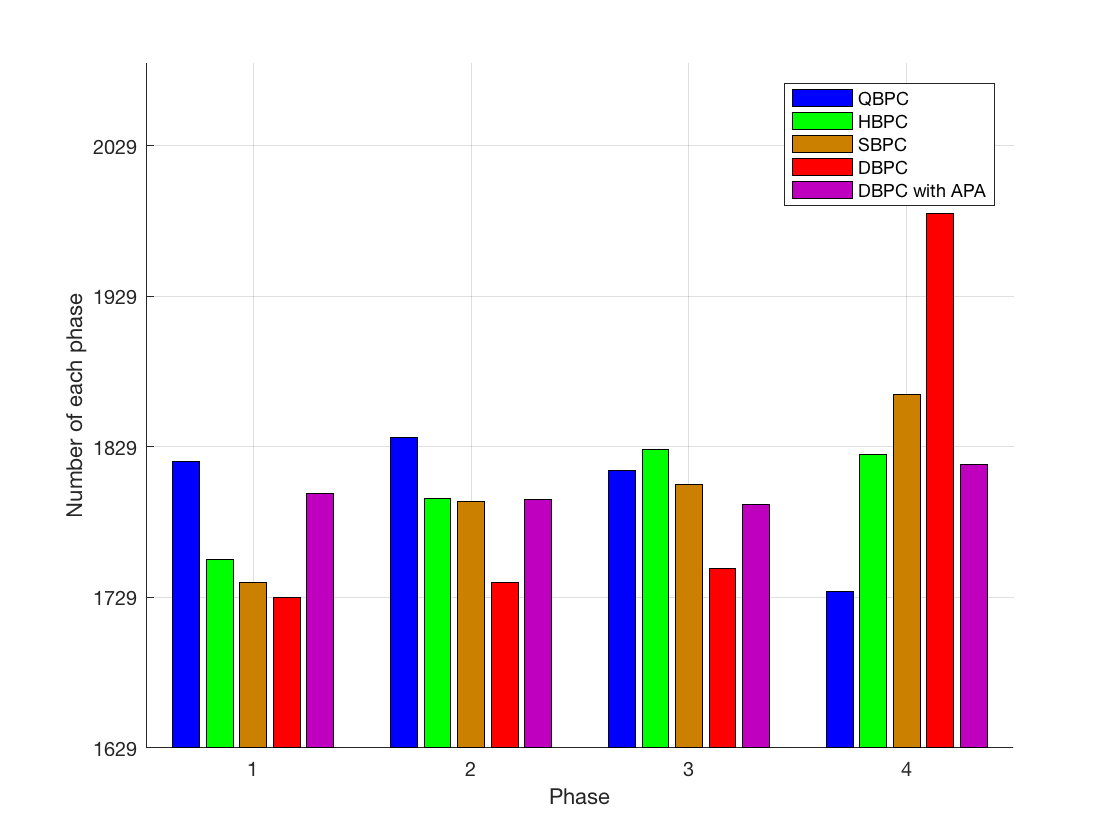 QBPC
HBPC
SBPC
DBPC
DBPC with APA
Number of each phase
2029
1929
1829
1729
1629
1 2 3 4
Phase